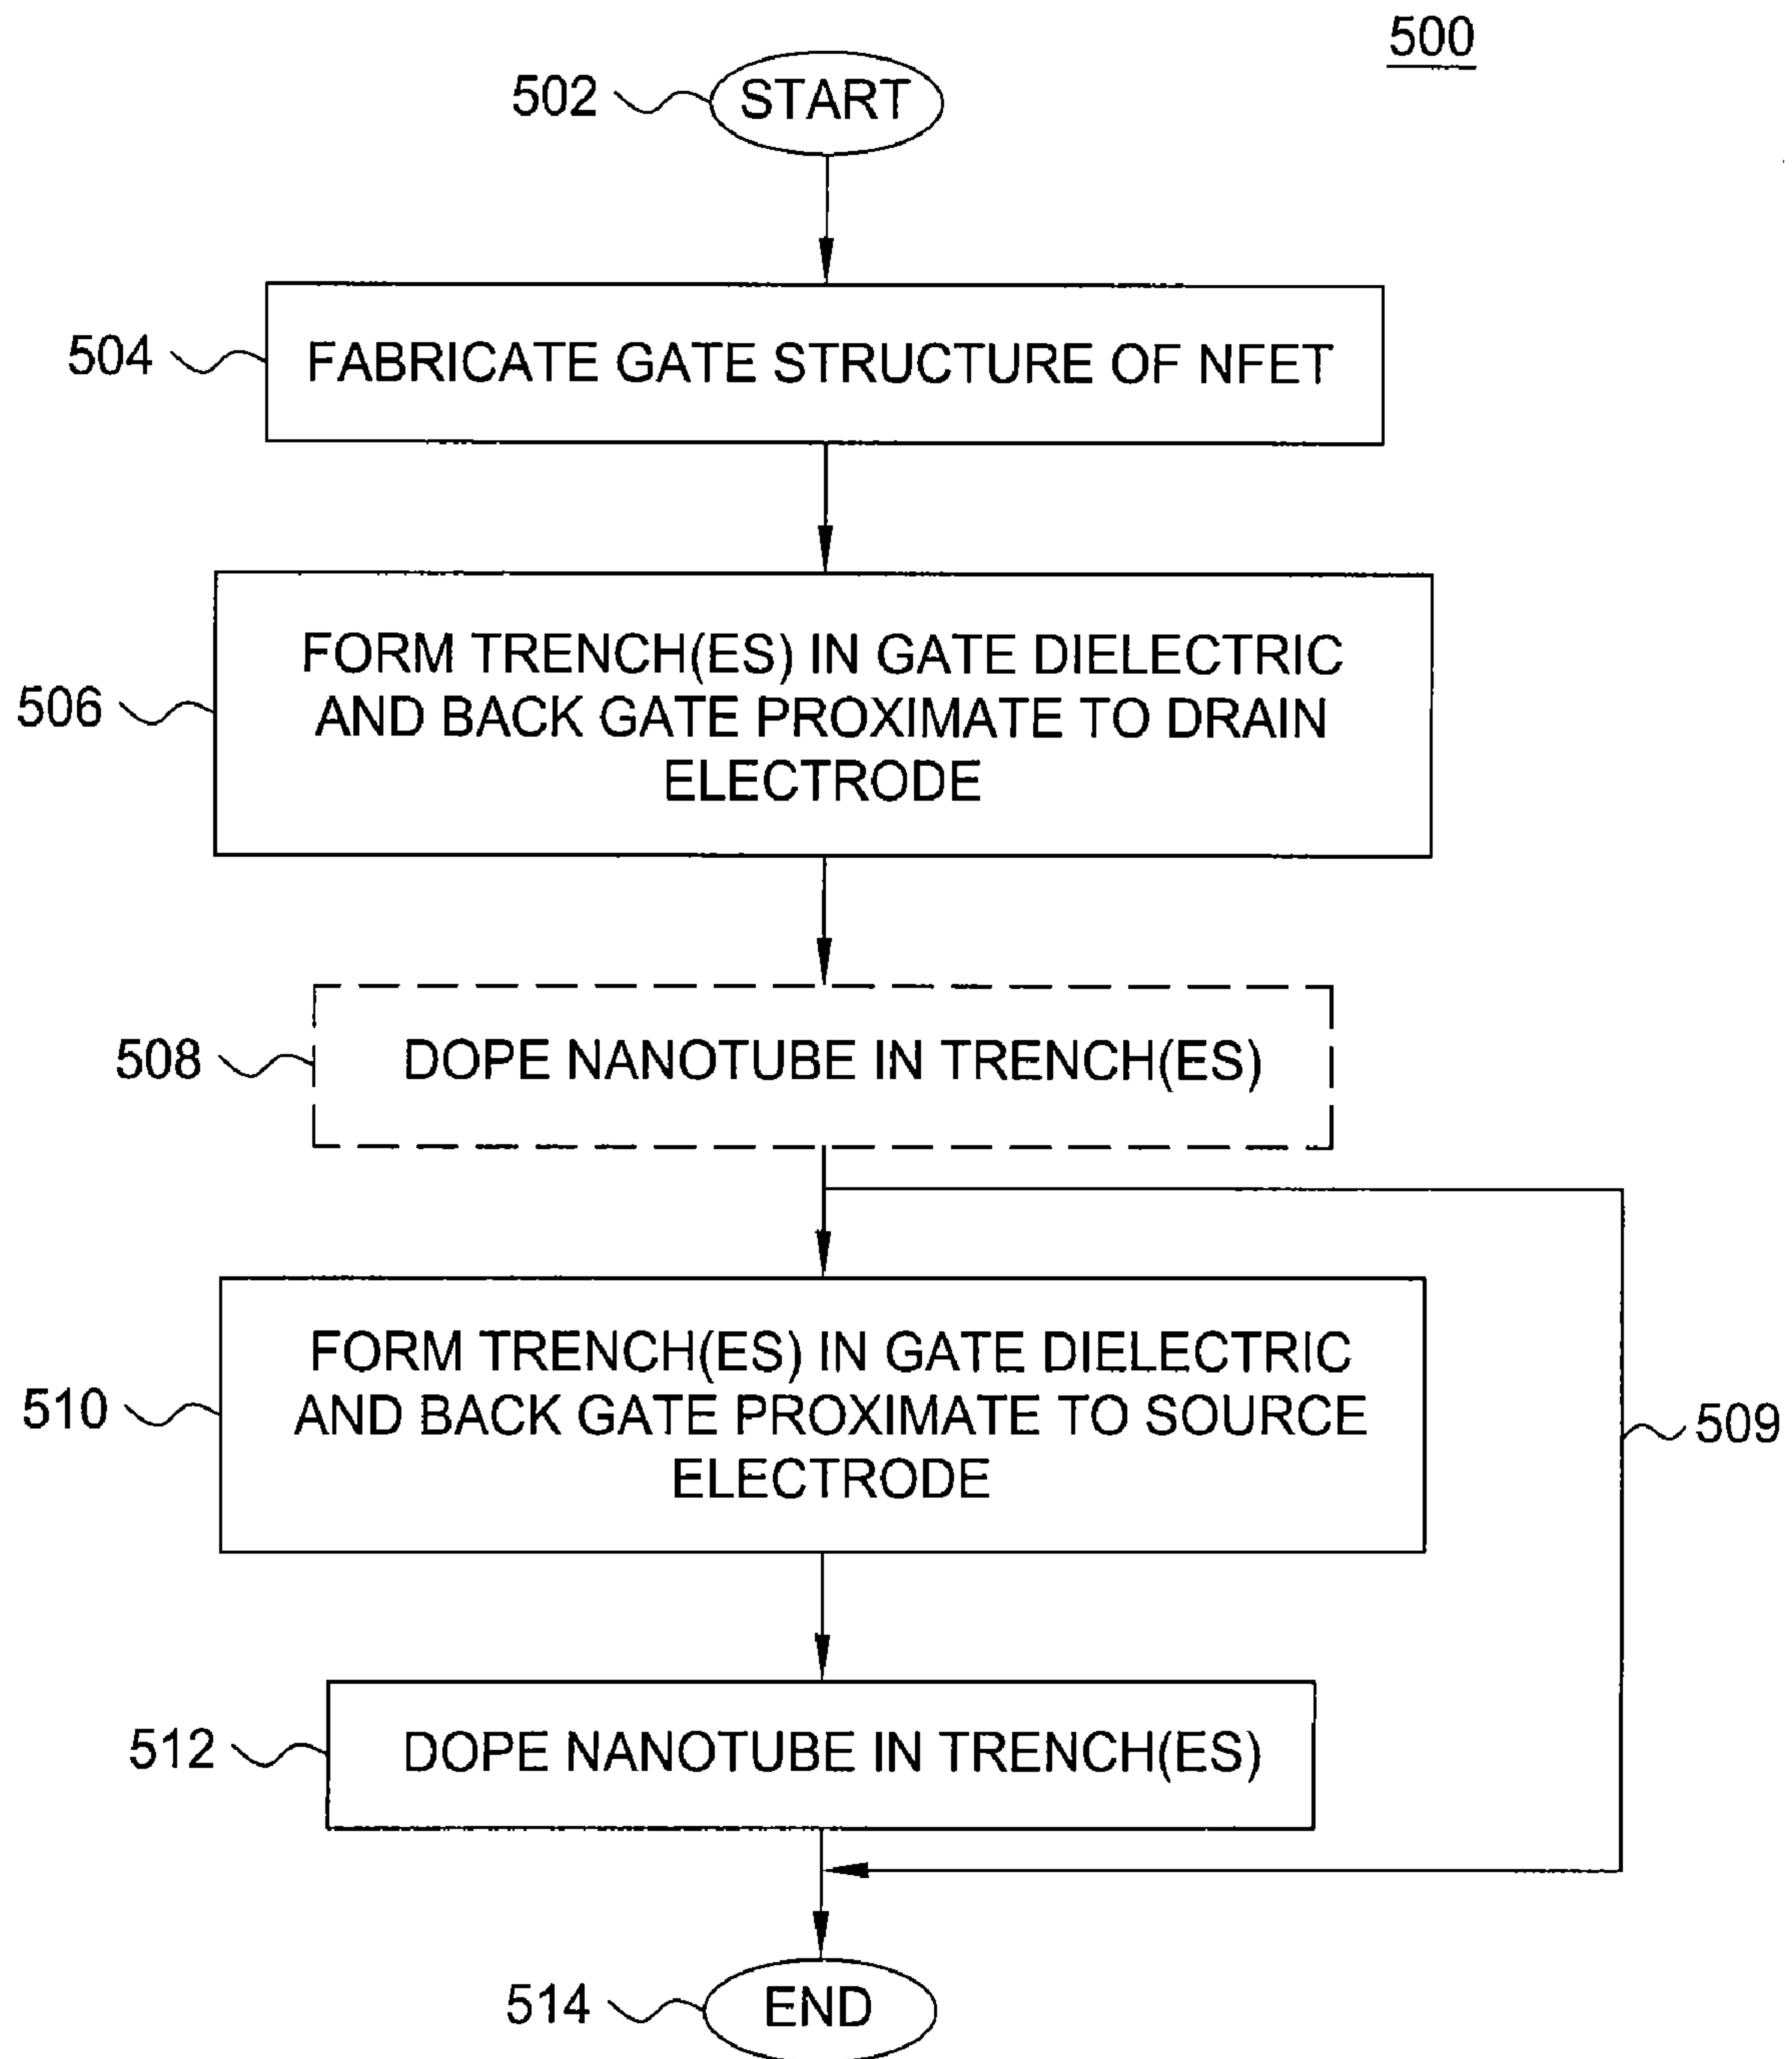 500
502
START
504
FABRICATE GATE STRUCTURE OF NFET
506
FORM TRENCH(ES) IN GATE DIELECTRIC
AND BACK GATE PROXIMATE TO DRAIN
ELECTRODE
508
DOPE NANOTUBE IN TRENCH(ES)
510
FORM TRENCH(ES) IN GATE DIELECTRIC
AND BACK GATE PROXIMATE TO SOURCE
ELECTRODE
509
512
DOPE NANOTUBE IN TRENCH(ES)
514
END